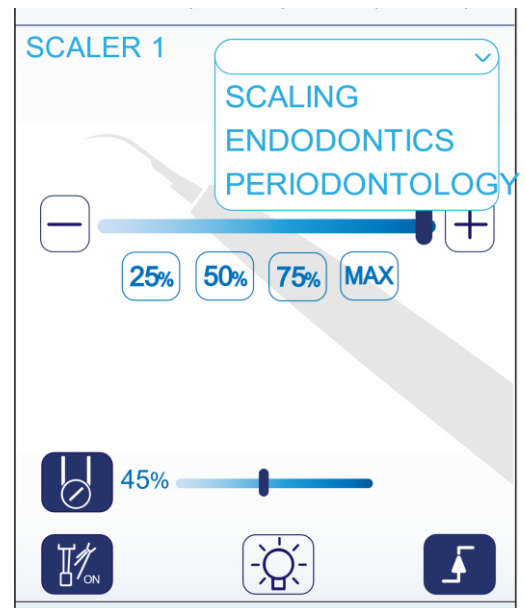 SCALER 1
SCALING
ENDODONTICS
PERIODONTOLOGY
25% 50% 75% MAX
45%
ON